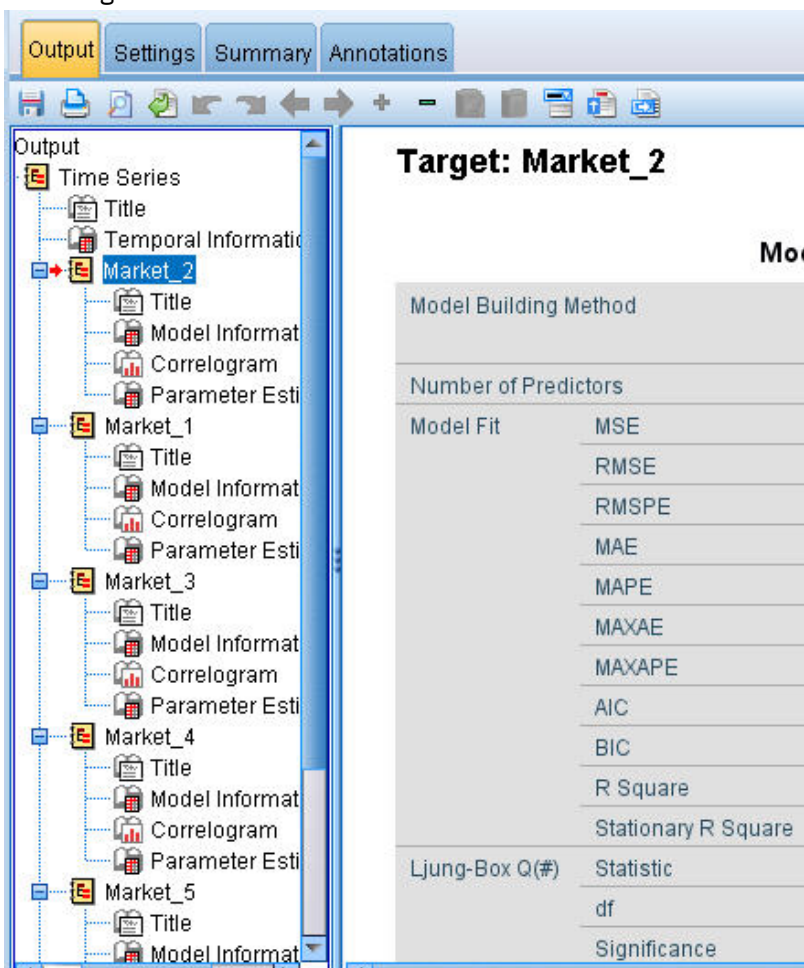 Output Settings Summary Annotations
Output
Time Series
Title
Temporal Informatic
Market_2
Title
Model Informat
Correlogram
Parameter Esti
Market_1
Title
Model Informat
Correlogram
Parameter Esti
Market_3
Title
Model Informat
Correlogram
Parameter Esti
Market_4
Title
Model Informat
Correlogram
Parameter Esti
Market_5
Title
Model Informat
Target: Market_2
Model Building Method
Number of Predictors
Model Fit MSE
RMSE
RMSPE
MAE
MAPE
MAXAE
MAXAPE
AIC
BIC
R Square
Stationary R Square
Ljung-Box Q(#) Statistic
df
Significance